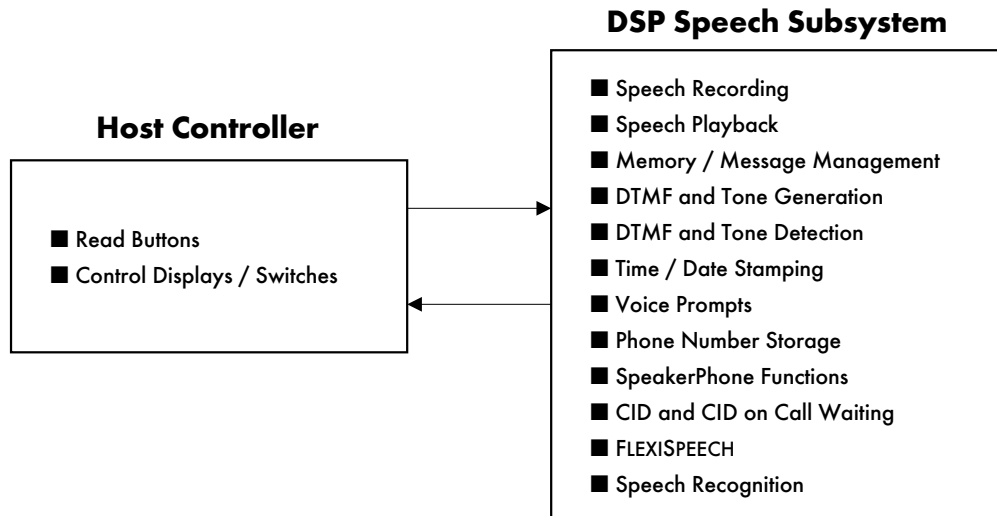 DSP Speech Subsystem
■ Speech Recording
■ Speech Playback
■ Memory / Message Management
■ DTMF and Tone Generation
■ DTMF and Tone Detection
■ Time / Date Stamping
■ Voice Prompts
■ Phone Number Storage
■ SpeakerPhone Functions
■ CID and CID on Call Waiting
■ FLEXISPEECH
■ Speech Recognition
Host Controller
■ Read Buttons
■ Control Displays / Switches